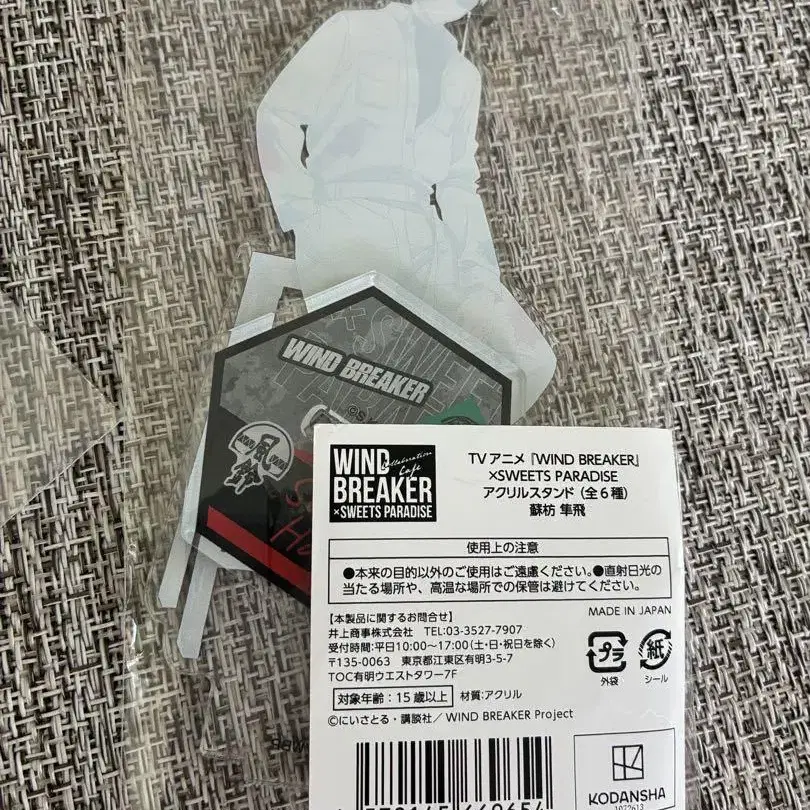 WIND BREAKER
風鈴
WIND
Collaboration
Cafe
BREAKER
×SWEETS PARADISE
TVアニメ『WIND BREAKER』
×SWEETS PARADISE
アクリルスタンド(全6種)
蘇枋 隼飛
使用上の注意
●本来の目的以外のご使用はご遠慮ください。●直射日光の
当たる場所や、高温な場所での保管は避けてください。
MADE IN JAPAN
【本製品に関するお問合せ】
井上商事株式会社 TEL:03-3527-7907
受付時間:平日10:00~17:00(土・日・祝日を除く)
〒135-0063 東京都江東区有明3-5-7
TOC有明ウエストタワー7F
プラ
外袋
紙
シール
対象年齢:15歳以上 材質:アクリル
©にいさとる・講談社/WIND BREAKER Project
KODANSHA